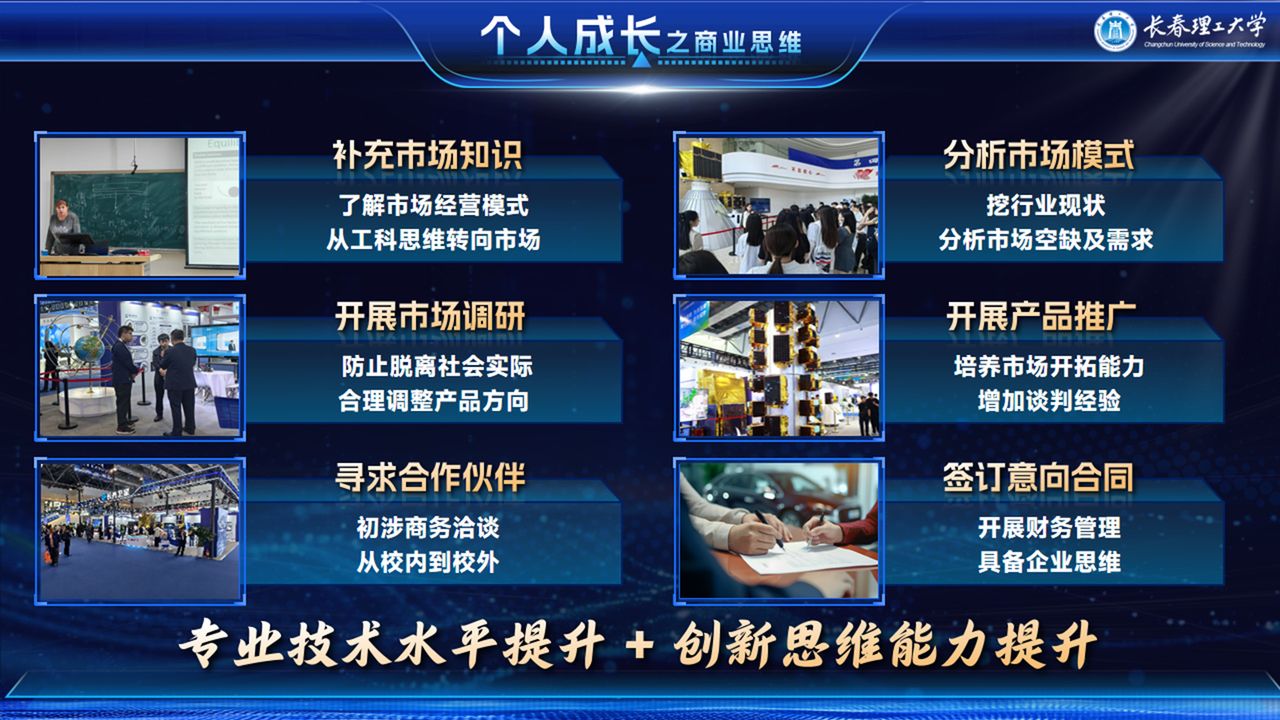 个人成长之商业思维
长春理工大学
Changchun University of Science and Technology
补充市场知识
了解市场经营模式
从工科思维转向市场
分析市场模式
挖行业现状
分析市场空缺及需求
开展市场调研
防止脱离社会实际
合理调整产品方向
开展产品推广
培养市场开拓能力
增加谈判经验
寻求合作伙伴
初涉商务洽谈
从校内到校外
签订意向合同
开展财务管理
具备企业思维
专业技术水平提升 + 创新思维能力提升